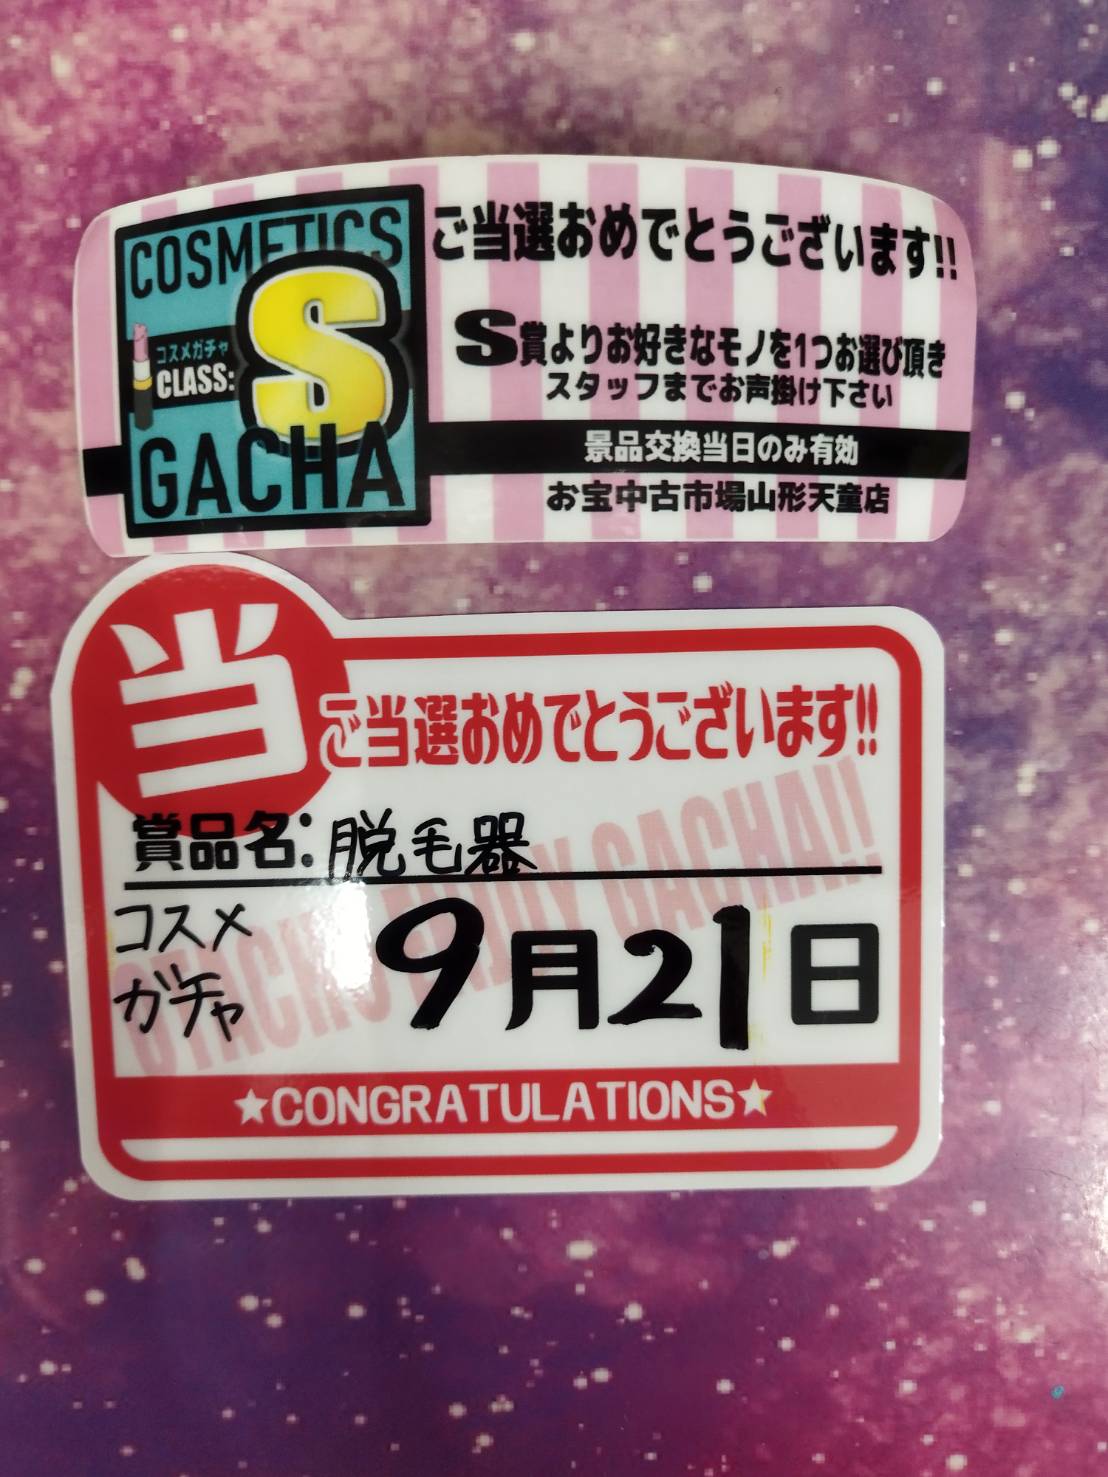 COSMETICS
コスメガチャ
CLASS:
S
GACHA
ご当選おめでとうございます!!
S賞よりお好きなモノを1つお選び頂き
スタッフまでお声掛け下さい
景品交換当日のみ有効
お宝中古市場山形天童店
当
ご当選おめでとうございます!!
賞品名:脱毛器
コスメ
ガチャ
9月21日
GACHA!!
★CONGRATULATIONS★